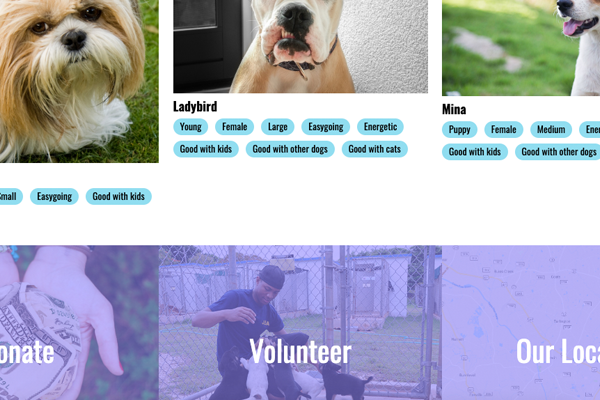 Ladybird
Young Female Large Easygoing Energetic
Good with kids Good with other dogs Good with cats
Mina
Puppy Female Medium Ene
Good with kids Good with other dogs
Small Easygoing Good with kids
onate
Volunteer
Our Loca